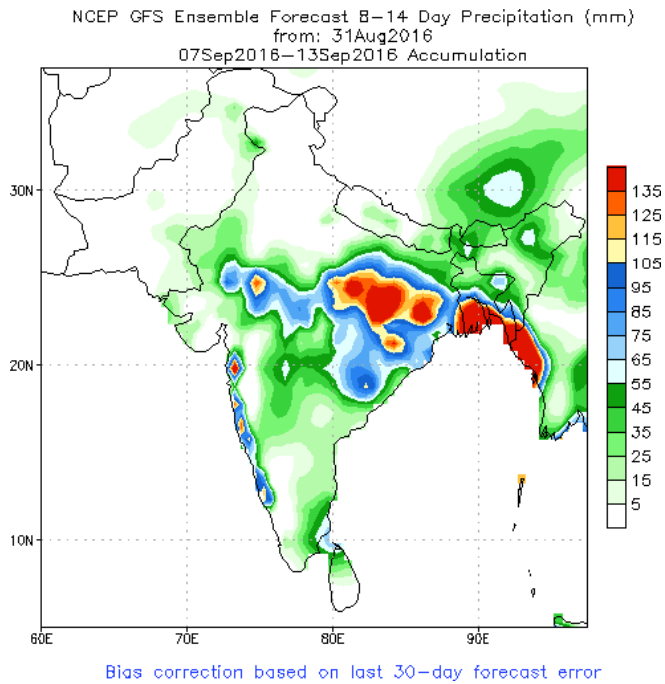 NCEP GFS Ensemble Forecast 8-14 Day Precipitation (mm)
from: 31Aug2016
07Sep2016-13Sep2016 Accumulation
30N
20N
10N
60E
70E
80E
90E
135
125
115
105
95
85
75
65
55
45
35
25
15
5
Bias correction based on last 30-day forecast error